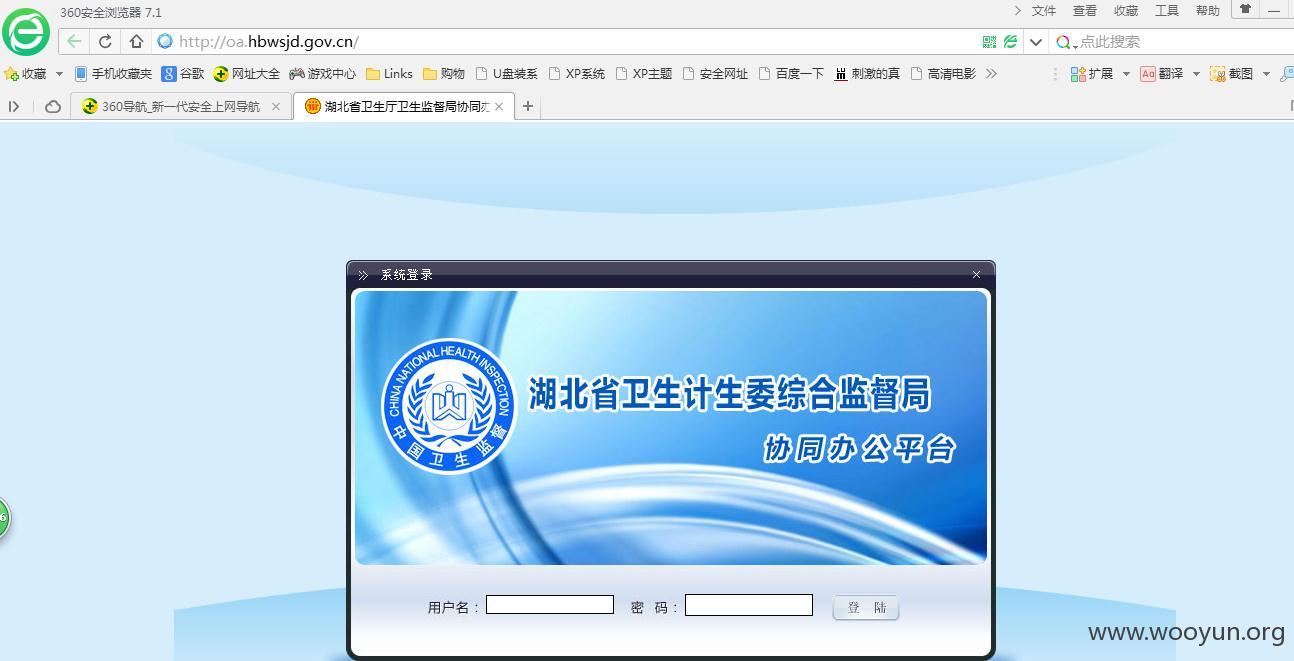 360安全浏览器 7.1
文件 查看 收藏 工具 帮助
http://oa.hbwsjd.gov.cn/
点此搜索
收藏 手机收藏夹 谷歌 网址大全 游戏中心 Links 购物 U盘装系 XP系统 XP主题 安全网址 百度一下 刺激的真 高清电影 扩展 Aa 翻译 截图
360导航_新一代安全上网导航
湖北省卫生厅卫生监督局协同办
系统登录
CHINA NATIONAL HEALTH INSPECTION
中国卫生监督
湖北省卫生计生委综合监督局
协同办公平台
用户名： 密 码： 登 陆
www.wooyun.org